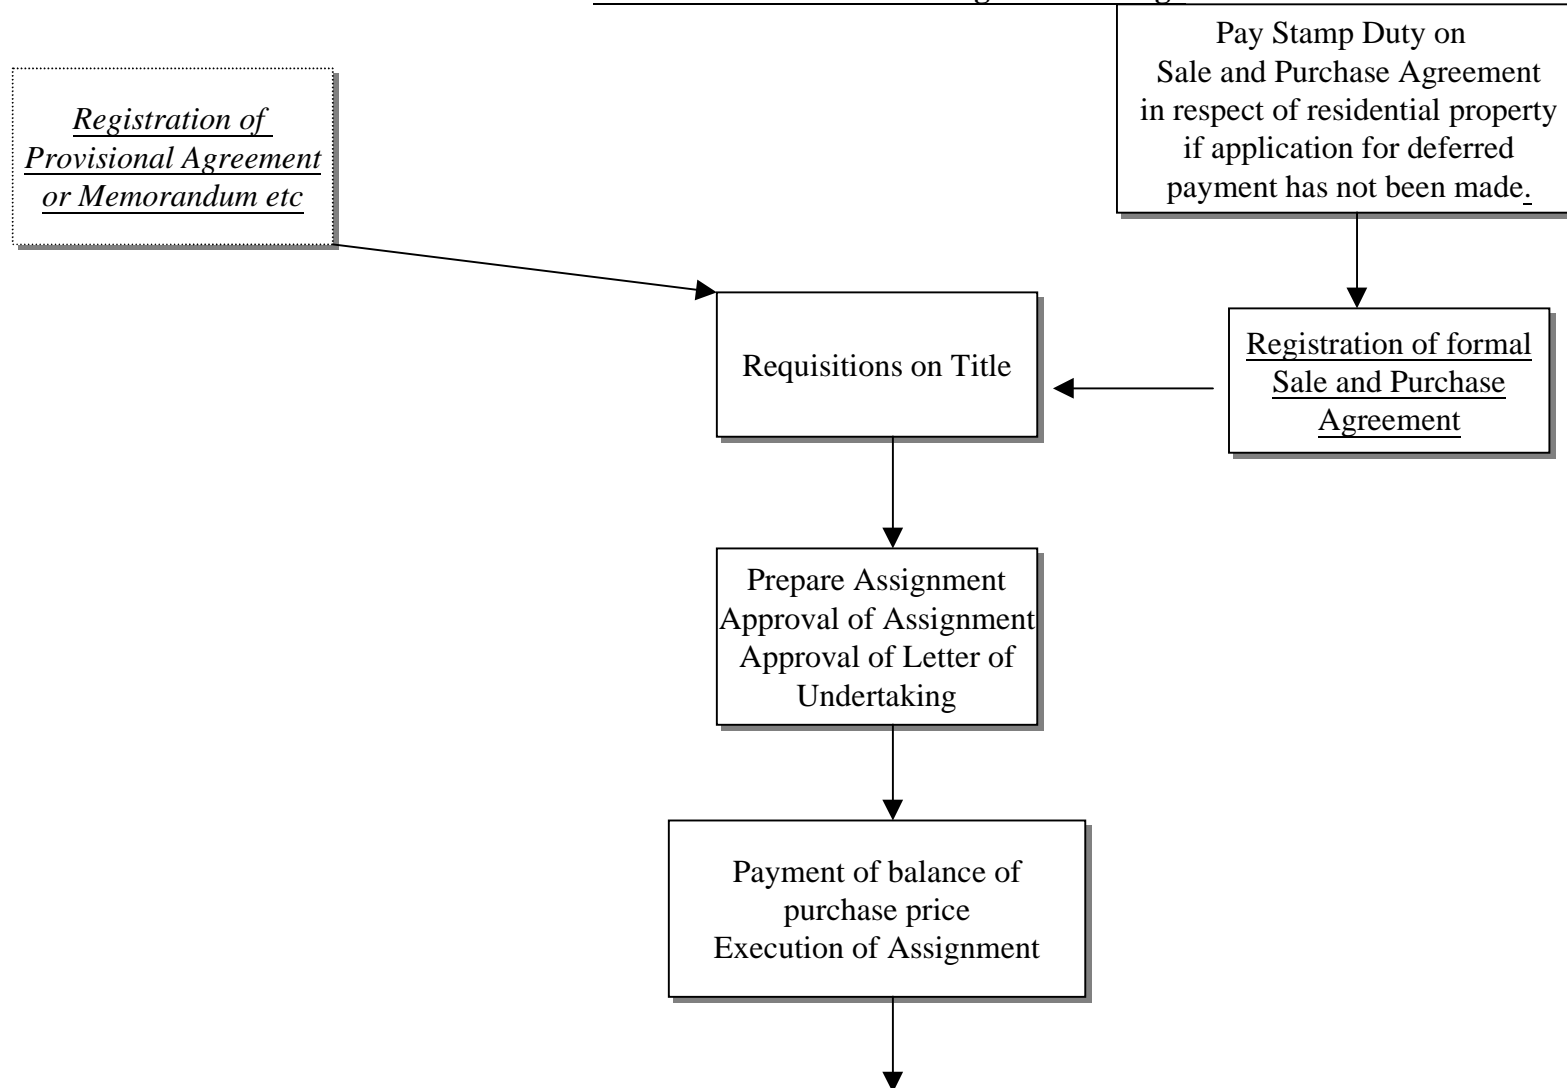 Pay Stamp Duty on
Sale and Purchase Agreement
in respect of residential property
if application for deferred
payment has not been made.
Registration of
Provisional Agreement
or Memorandum etc
Requisitions on Title
Registration of formal
Sale and Purchase
Agreement
Prepare Assignment
Approval of Assignment
Approval of Letter of
Undertaking
Payment of balance of
purchase price
Execution of Assignment